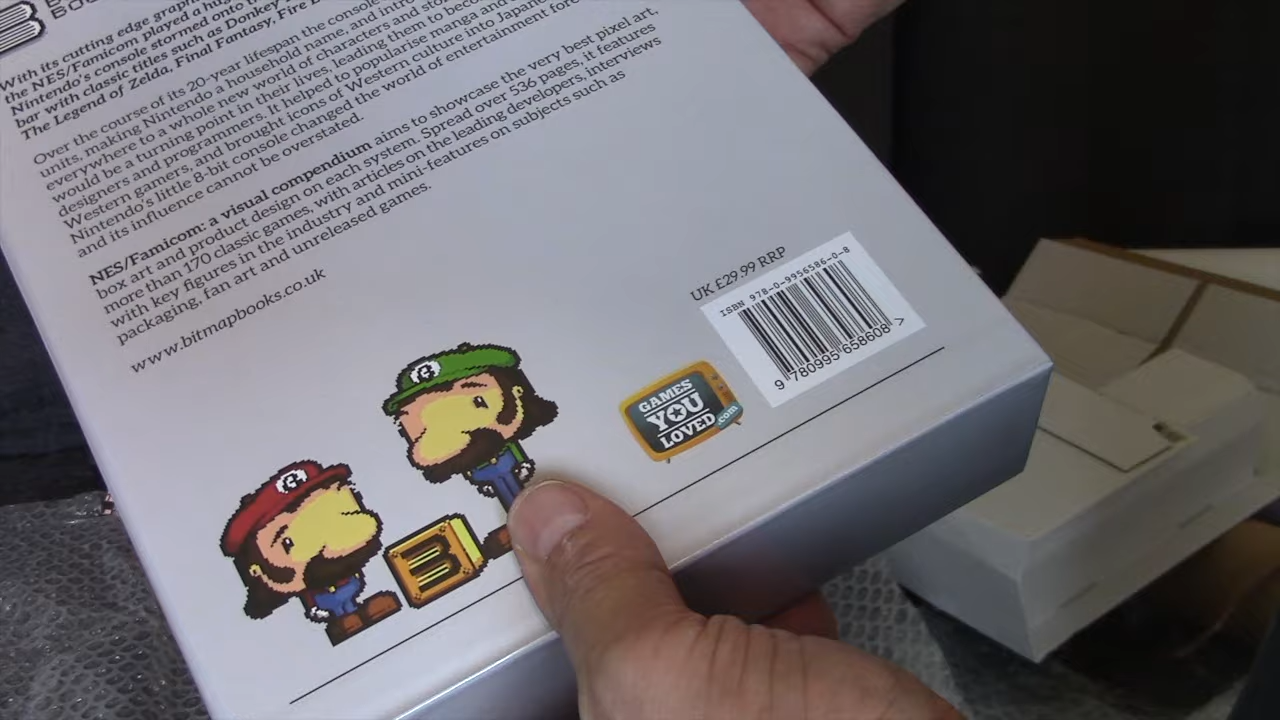 With its cutting edge
the NES/Famicom played a
Nintendo's console stormed onto
bar with classic titles such as Donkey
The Legend of Zelda, Final Fantasy, Fire
Over the course of its 20-year lifespan the console
units, making Nintendo a household name, and
everywhere to a whole new world of characters and
would be a turning point in their lives, leading them to
designers and programmers. It helped to popularise manga and
Western gamers, and brought icons of Western culture into
Nintendo's little 8-bit console changed the world of entertainment
and its influence cannot be overstated.
NES/Famicom: a visual compendium aims to showcase the very best pixel art,
box art and product design on each system. Spread over 536 pages, it features
more than 170 classic games, with articles on the leading developers, interviews
with key figures in the industry and mini-features on subjects such as
packaging, fan art and unreleased games.
www.bitmapbooks.co.uk
UK £29.99 RRP
ISBN 978-0-9956586-0-8
9 780995 658608 >
GAMES
YOU
LOVED
.com